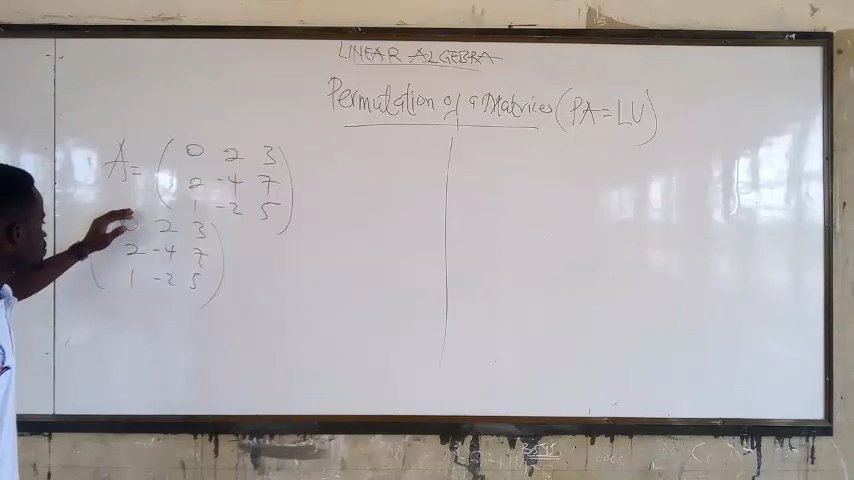 LINEAR ALGEBRA
Permutation of a Matrices (PA = LU)
A = ( 0 2 3
2 -4 7
1 -2 5 )
( 0 2 3
2 -4 7
1 -2 5 )